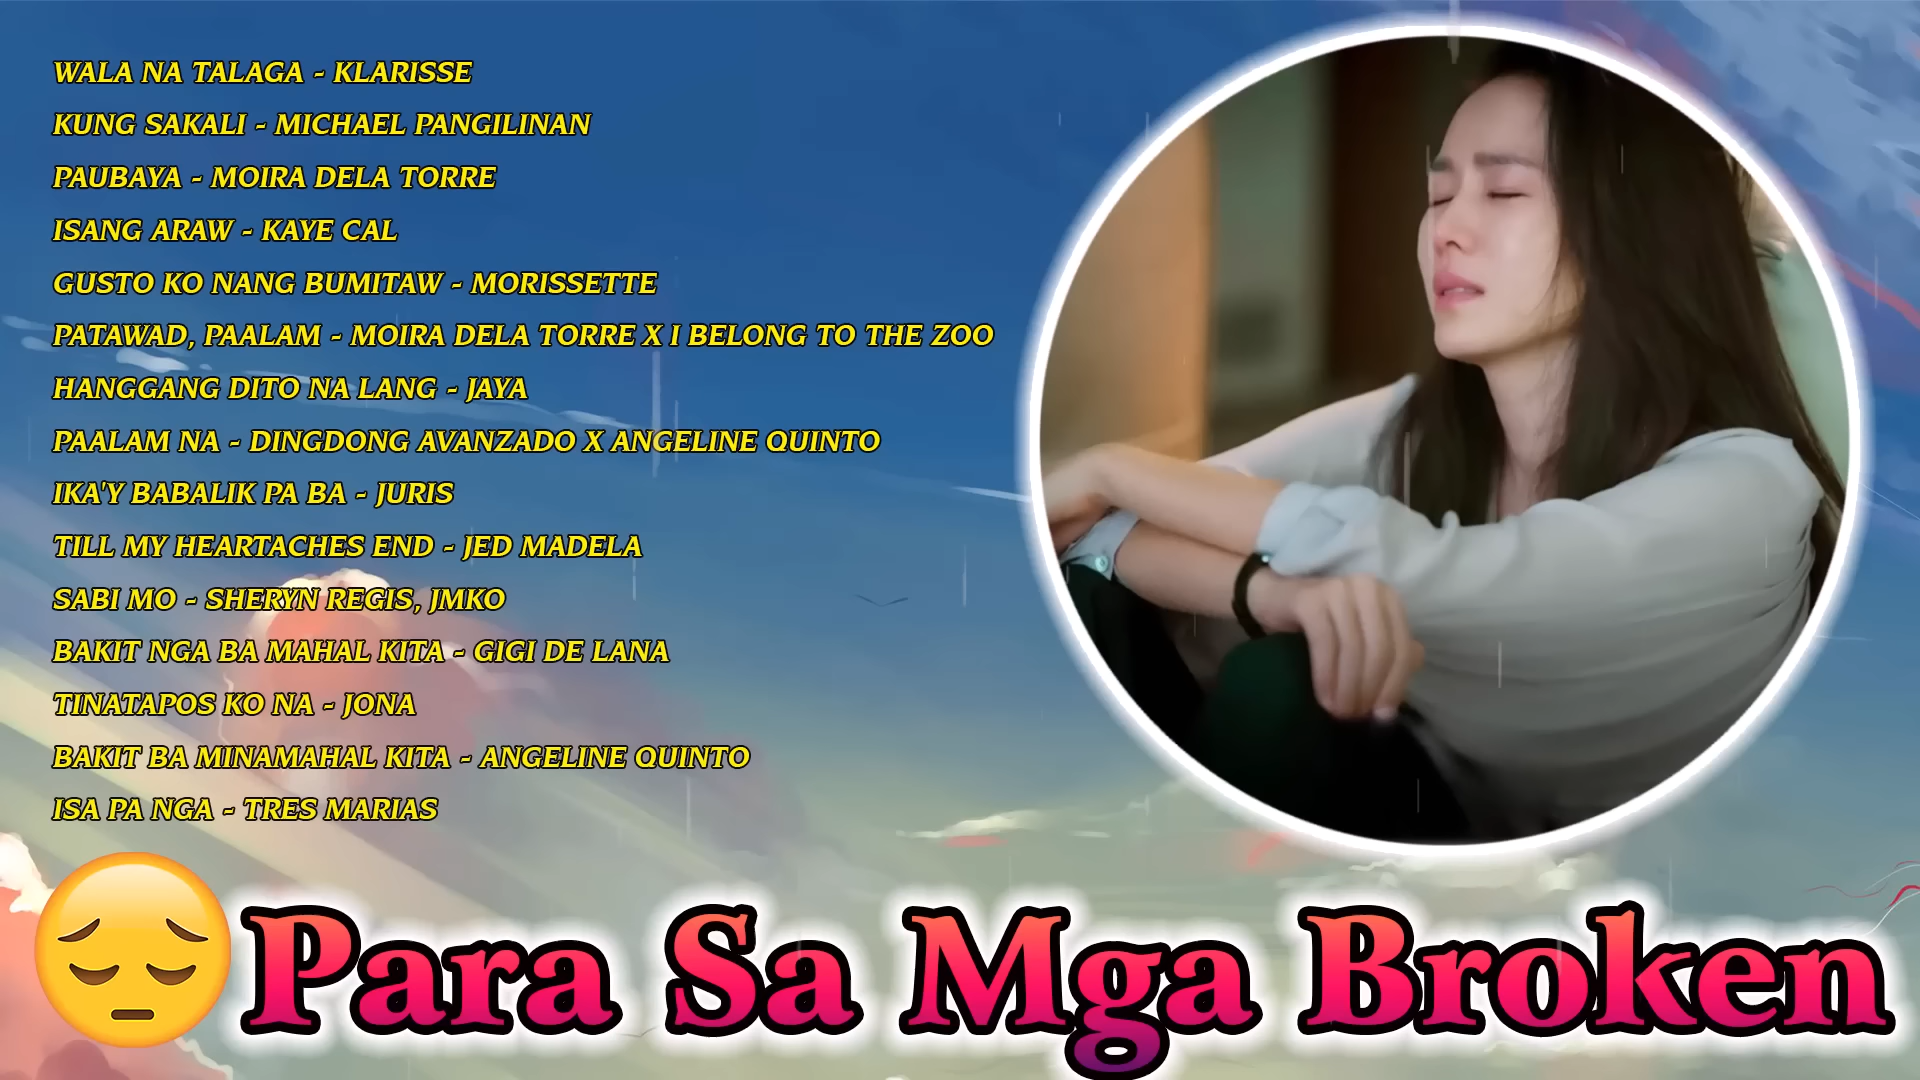 WALA NA TALAGA - KLARISSE
KUNG SAKALI - MICHAEL PANGILINAN
PAUBAYA - MOIRA DELA TORRE
ISANG ARAW - KAYE CAL
GUSTO KO NANG BUMITAW - MORISSETTE
PATAWAD, PAALAM - MOIRA DELA TORRE X I BELONG TO THE ZOO
HANGGANG DITO NA LANG - JAYA
PAALAM NA - DINGDONG AVANZADO X ANGELINE QUINTO
IKA'Y BABALIK PA BA - JURIS
TILL MY HEARTACHES END - JED MADELA
SABI MO - SHERYN REGIS, JMKO
BAKIT NGA BA MAHAL KITA - GIGI DE LANA
TINATAPOS KO NA - JONA
BAKIT BA MINAMAHAL KITA - ANGELINE QUINTO
ISA PA NGA - TRES MARIAS
Para Sa Mga Broken